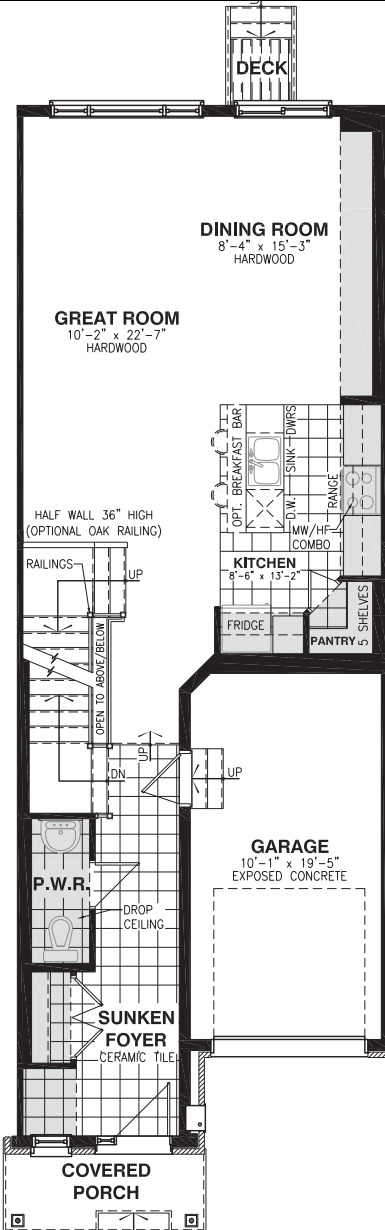 DECK
DINING ROOM
8'-4" x 15'-3"
HARDWOOD
GREAT ROOM
10'-2" x 22'-7"
HARDWOOD
OPT. BREAKFAST BAR
D.W. SINK DWRS
RANGE
MW/HF
COMBO
HALF WALL 36" HIGH
(OPTIONAL OAK RAILING)
RAILINGS
UP
KITCHEN
8'-6" x 13'-2"
FRIDGE
PANTRY
5 SHELVES
OPEN TO ABOVE/BELOW
UP
DN
UP
GARAGE
10'-1" x 19'-5"
EXPOSED CONCRETE
P.W.R.
DROP
CEILING
SUNKEN
FOYER
CERAMIC TILE
COVERED
PORCH